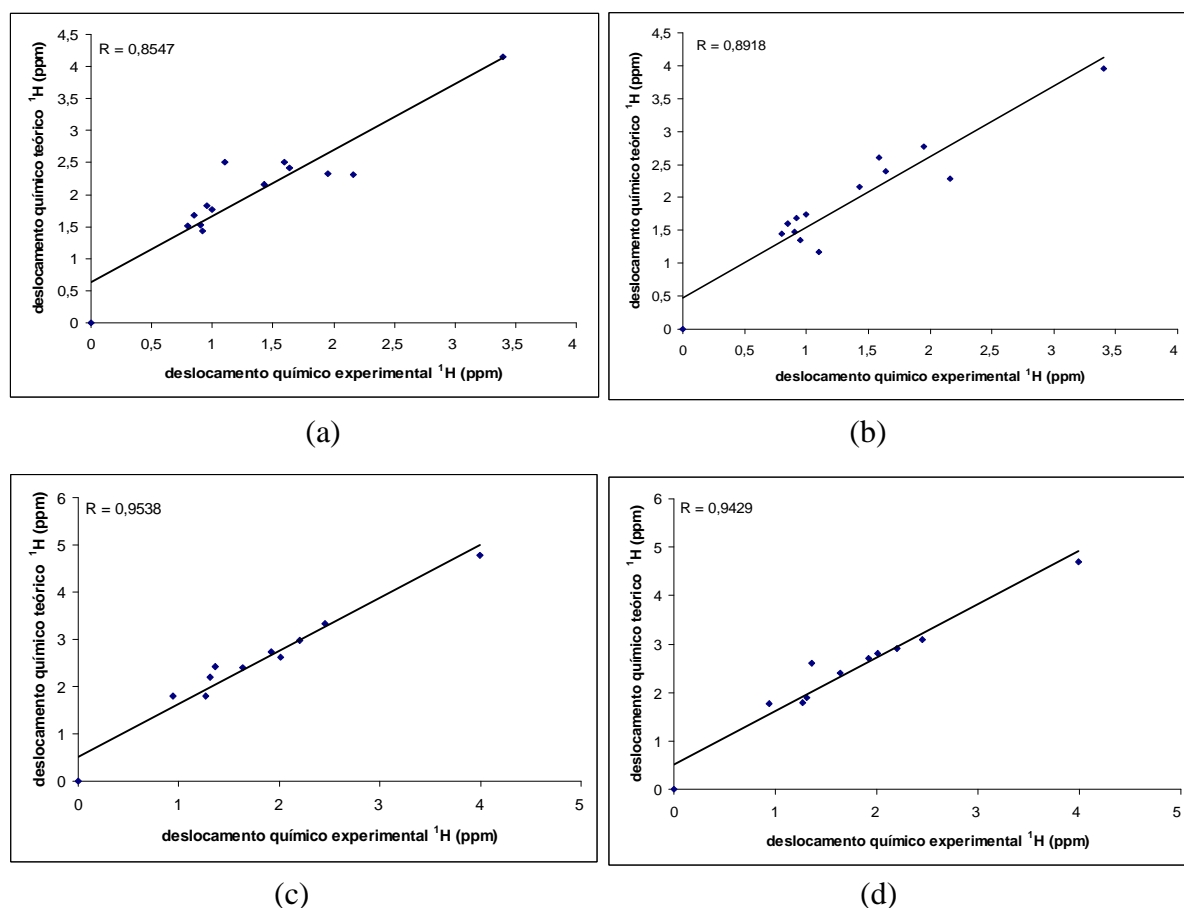 R = 0,8547
deslocamento químico teórico ¹H (ppm)
4,5
4
3,5
3
2,5
2
1,5
1
0,5
0
0 0,5 1 1,5 2 2,5 3 3,5 4
deslocamento químico experimental ¹H (ppm)
(a)
R = 0,8918
deslocamento químico teórico ¹H (ppm)
4,5
4
3,5
3
2,5
2
1,5
1
0,5
0
0 0,5 1 1,5 2 2,5 3 3,5 4
deslocamento quimico experimental ¹H (ppm)
(b)
R = 0,9538
deslocamento químico teórico ¹H (ppm)
6
5
4
3
2
1
0
0 1 2 3 4 5
deslocamento químico experimental ¹H (ppm)
(c)
R = 0,9429
deslocamento químico teórico ¹H (ppm)
6
5
4
3
2
1
0
0 1 2 3 4 5
deslocamento químico experimental ¹H (ppm)
(d)